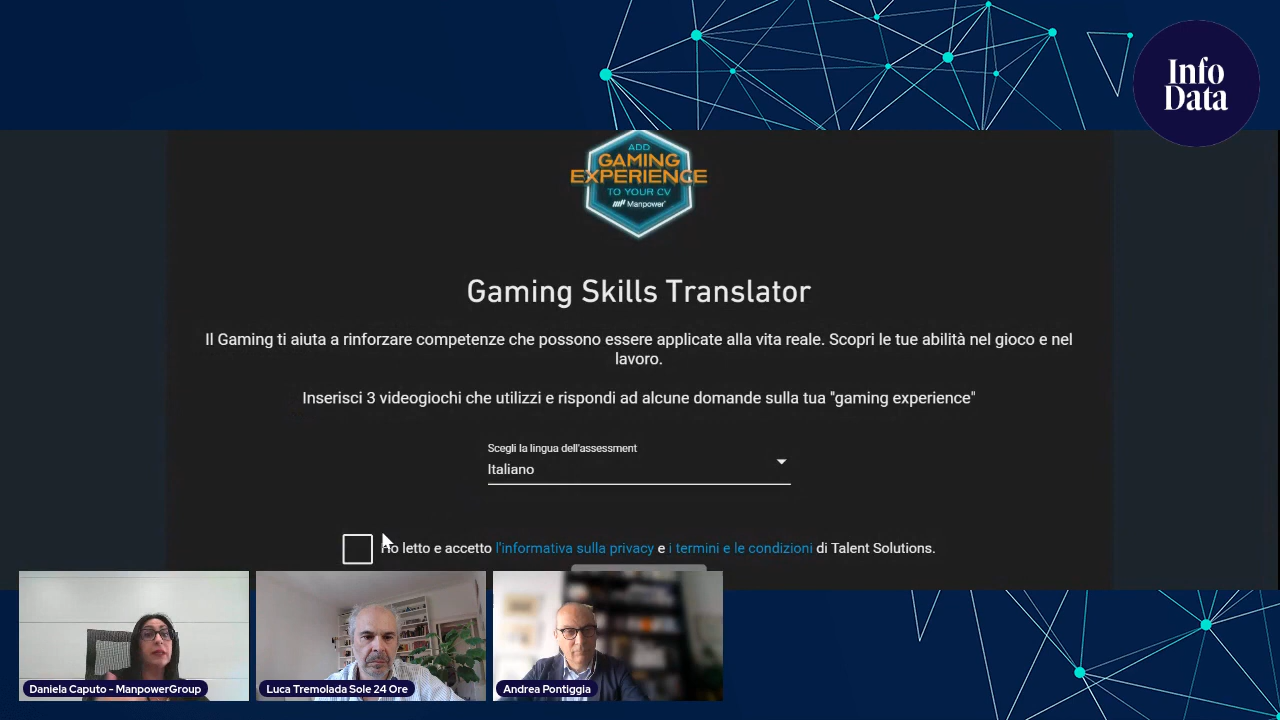 Info
Data
ADD
GAMING
EXPERIENCE
TO YOUR CV
Manpower
Gaming Skills Translator
Il Gaming ti aiuta a rinforzare competenze che possono essere applicate alla vita reale. Scopri le tue abilità nel gioco e nel
lavoro.
Inserisci 3 videogiochi che utilizzi e rispondi ad alcune domande sulla tua "gaming experience"
Scegli la lingua dell'assessment
Italiano
Ho letto e accetto l'informativa sulla privacy e i termini e le condizioni di Talent Solutions.
Daniela Caputo - ManpowerGroup
Luca Tremolada Sole 24 Ore
Andrea Pontiggia